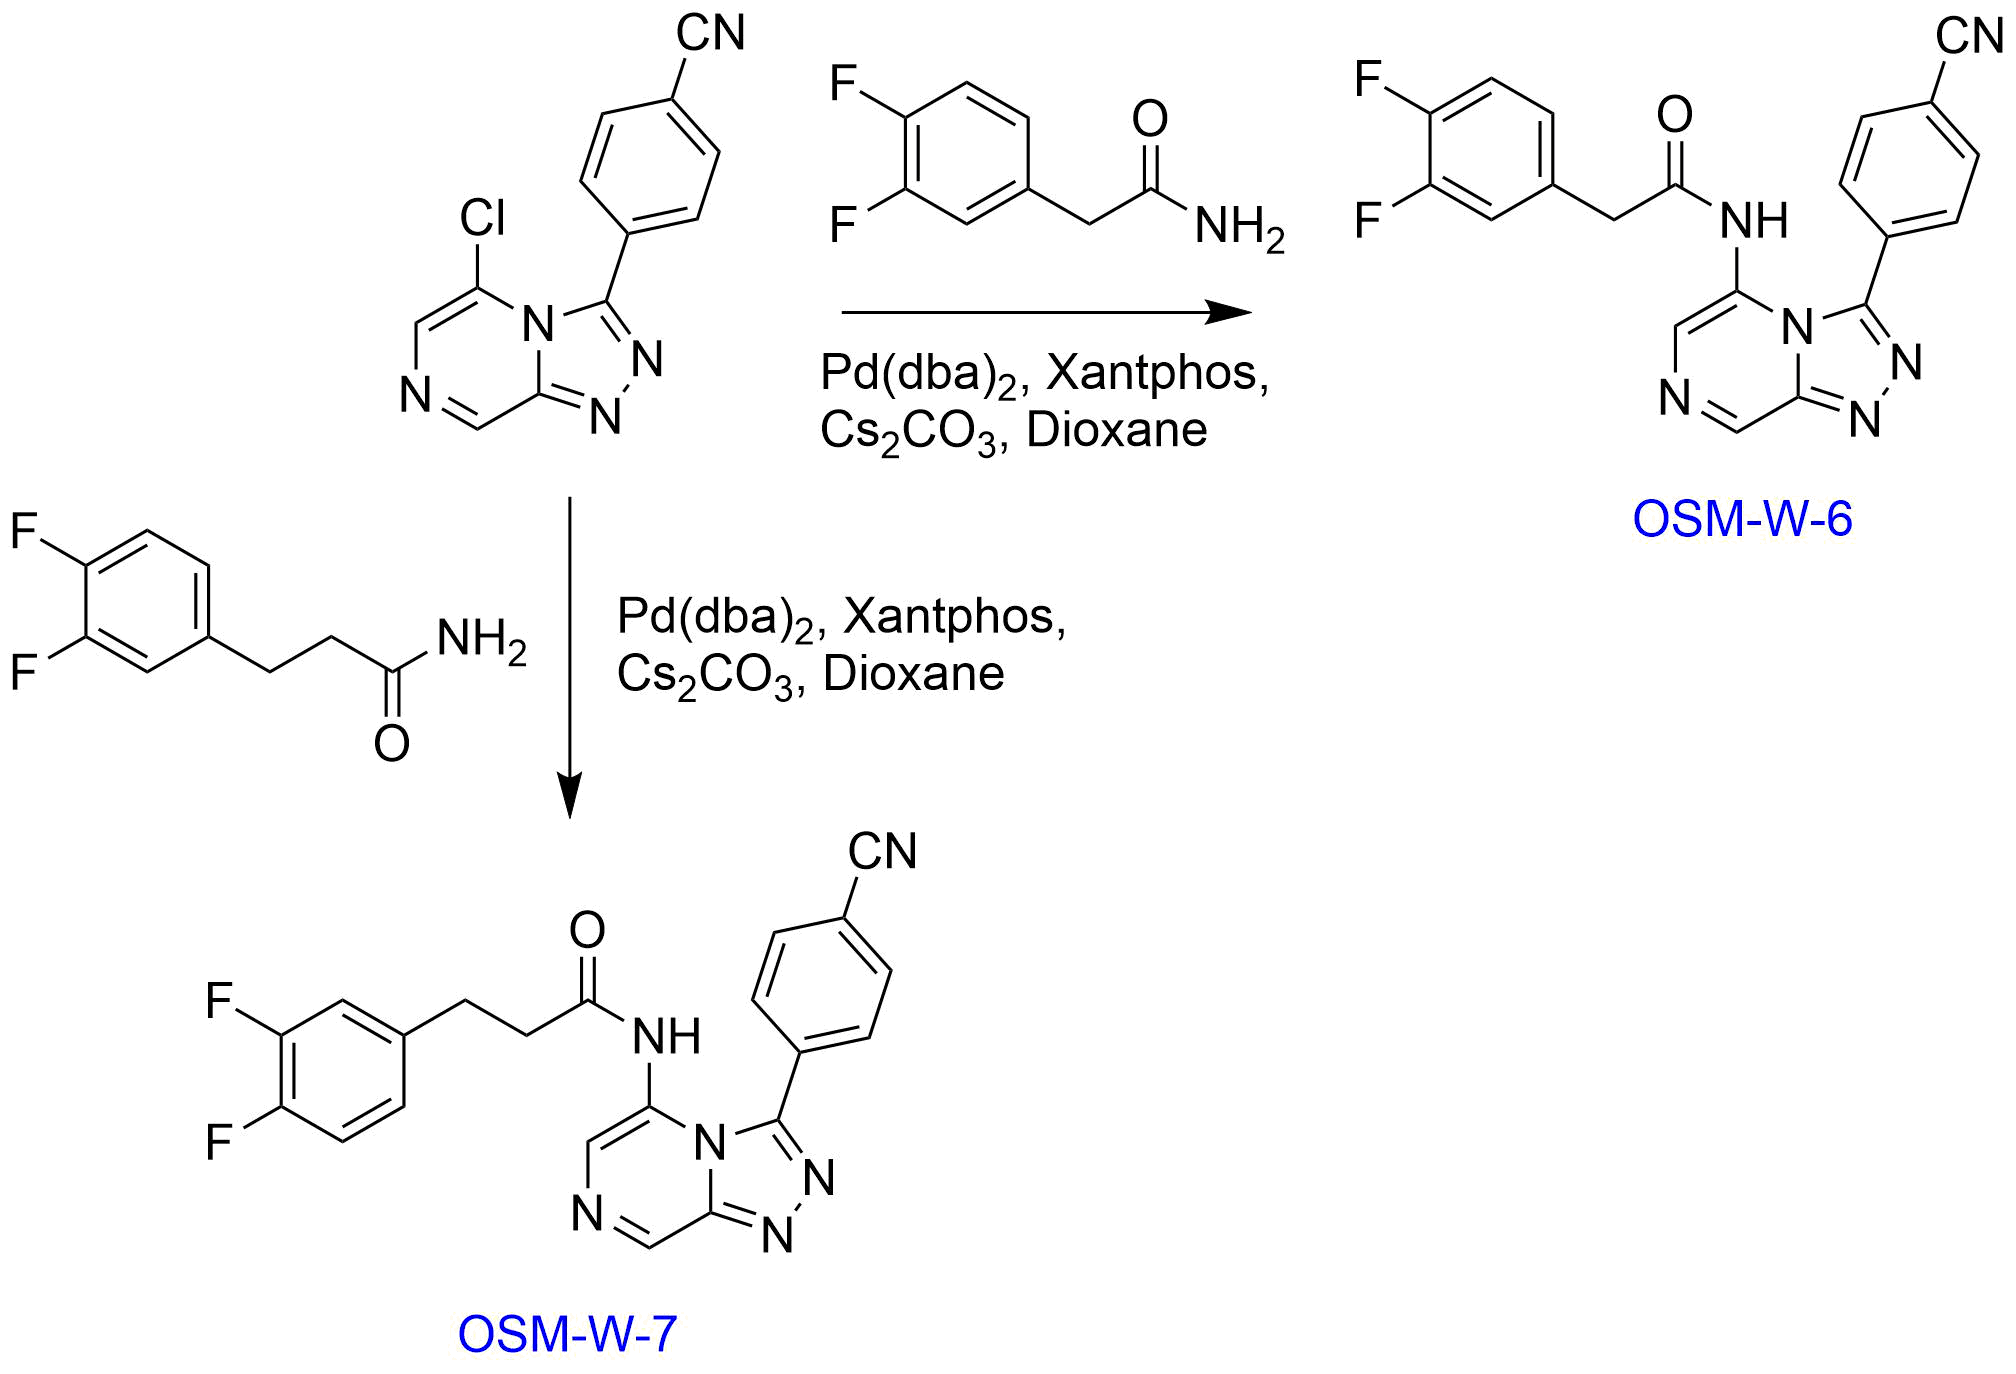 CN
F
O
F
NH2
Cl
N
N
N
N
Pd(dba)2, Xantphos,
Cs2CO3, Dioxane
F
O
F
NH
CN
N
N
N
N
OSM-W-6
F
F
NH2
O
Pd(dba)2, Xantphos,
Cs2CO3, Dioxane
CN
O
F
NH
F
N
N
N
N
OSM-W-7